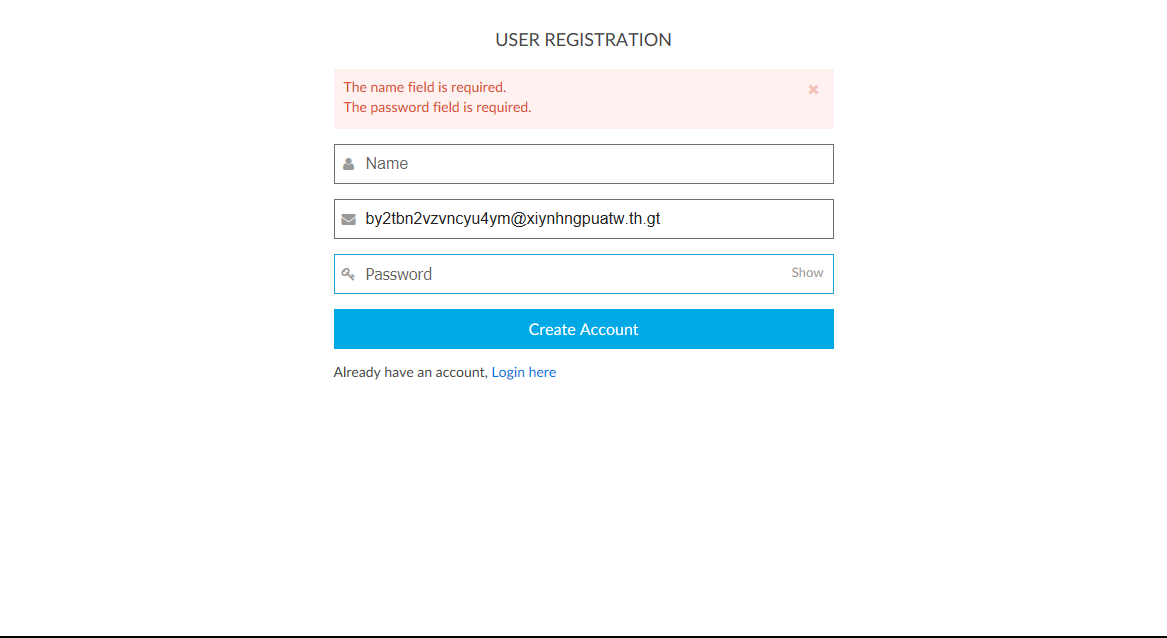 USER REGISTRATION
The name field is required.
The password field is required.
Name
by2tbn2vzvncyu4ym@xiynhngpuatw.th.gt
Password Show
Create Account
Already have an account, Login here